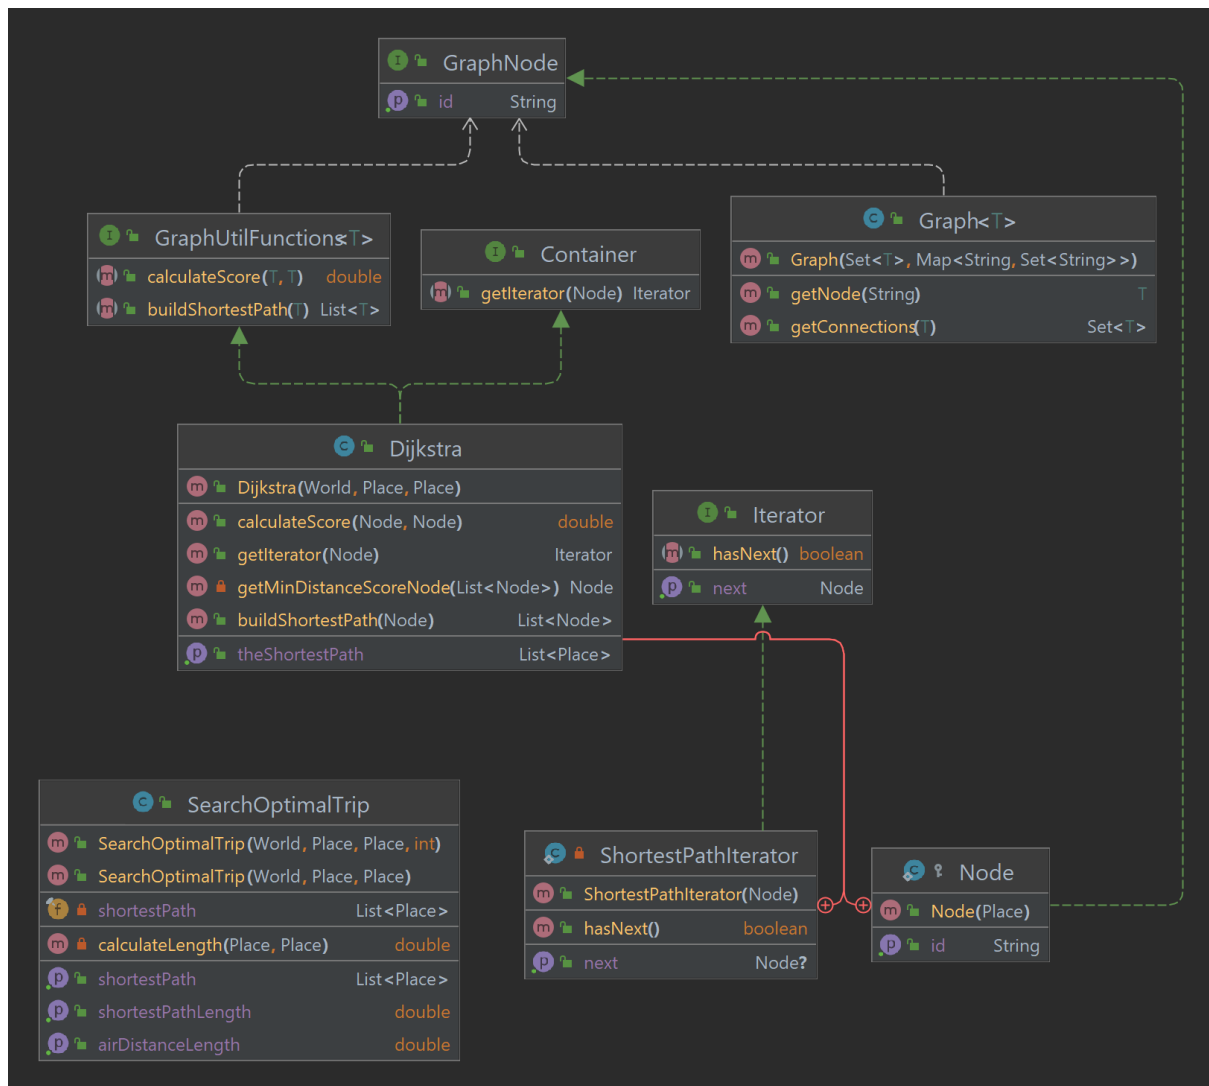 GraphNode
id String
GraphUtilFunctions<T>
calculateScore(T, T) double
buildShortestPath(T) List<T>
Container
getIterator(Node) Iterator
Graph<T>
Graph(Set<T>, Map<String, Set<String>>)
getNode(String) T
getConnections(T) Set<T>
Dijkstra
Dijkstra(World, Place, Place)
calculateScore(Node, Node) double
getIterator(Node) Iterator
getMinDistanceScoreNode(List<Node>) Node
buildShortestPath(Node) List<Node>
theShortestPath List<Place>
Iterator
hasNext() boolean
next Node
SearchOptimalTrip
SearchOptimalTrip(World, Place, Place, int)
SearchOptimalTrip(World, Place, Place)
shortestPath List<Place>
calculateLength(Place, Place) double
shortestPath List<Place>
shortestPathLength double
airDistanceLength double
ShortestPathIterator
ShortestPathIterator(Node)
hasNext() boolean
next Node?
Node
Node(Place)
id String